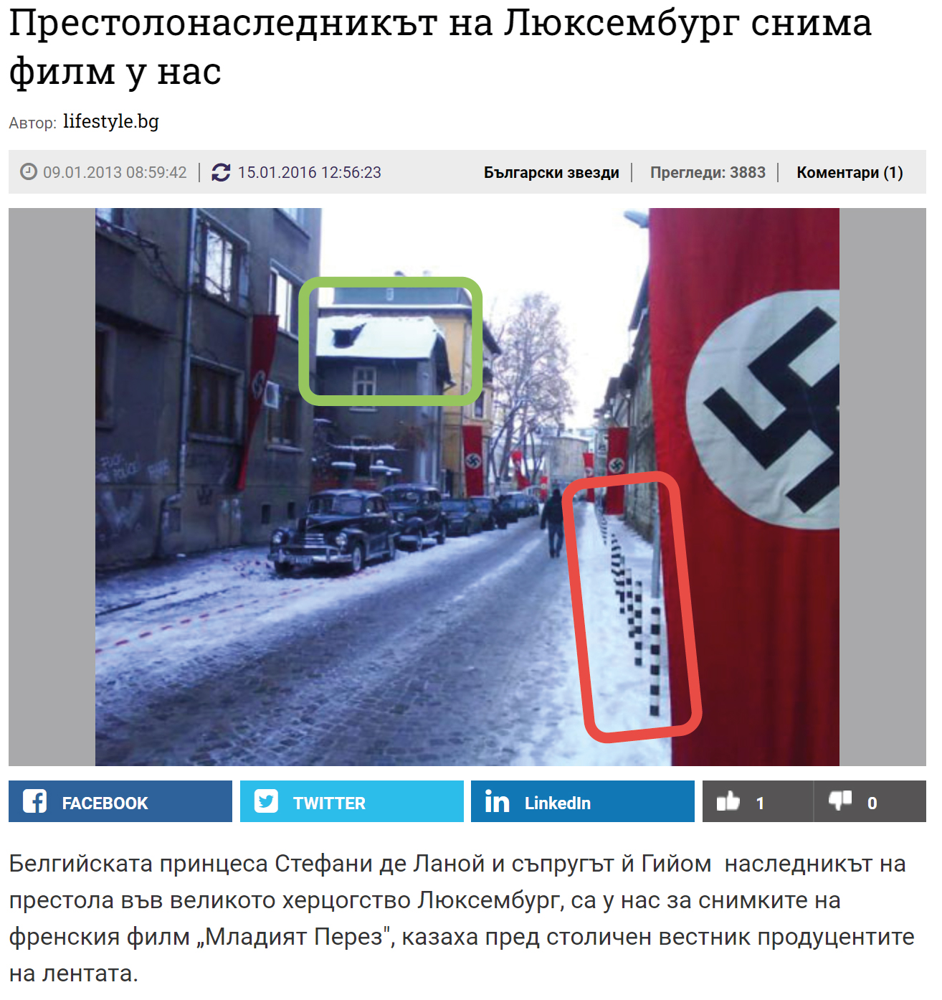 Престолонаследникът на Люксембург снима
филм у нас
Автор: lifestyle.bg
09.01.2013 08:59:42 | 15.01.2016 12:56:23 Български звезди | Прегледи: 3883 | Коментари (1)
FACEBOOK TWITTER LinkedIn 1 0
Белгийската принцеса Стефани де Ланой и съпругът й Гийом наследникът на
престола във великото херцогство Люксембург, са у нас за снимките на
френския филм „Младият Перез", казаха пред столичен вестник продуцентите
на лентата.